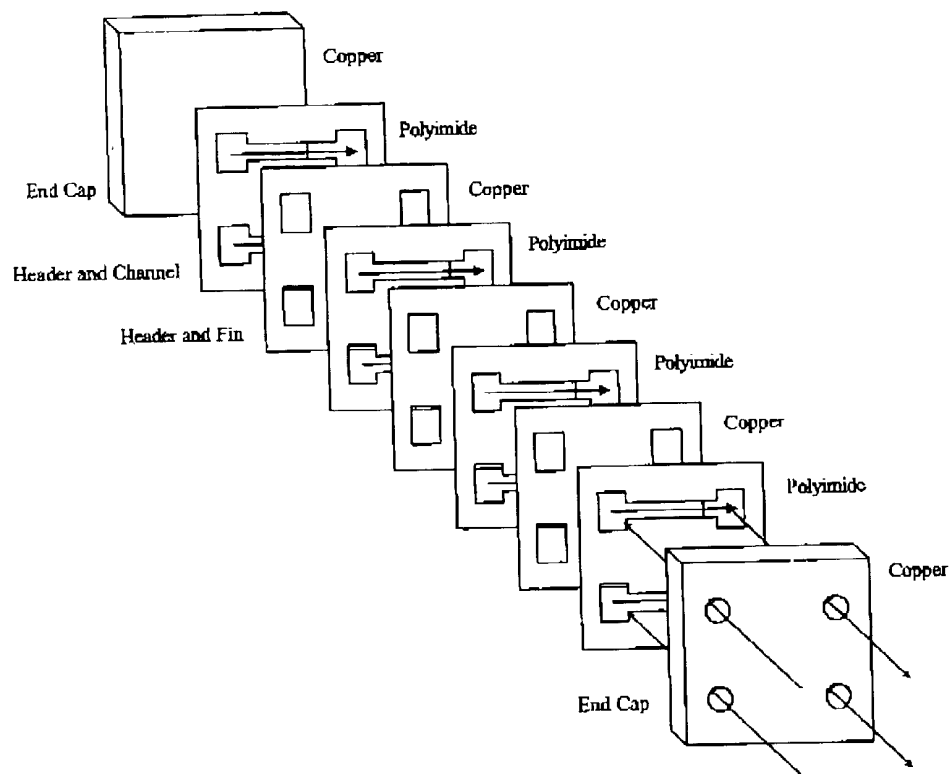 Copper
Polyimide
End Cap
Copper
Polyimide
Header and Channel
Copper
Header and Fin
Polyimide
Copper
Polyimide
Copper
End Cap